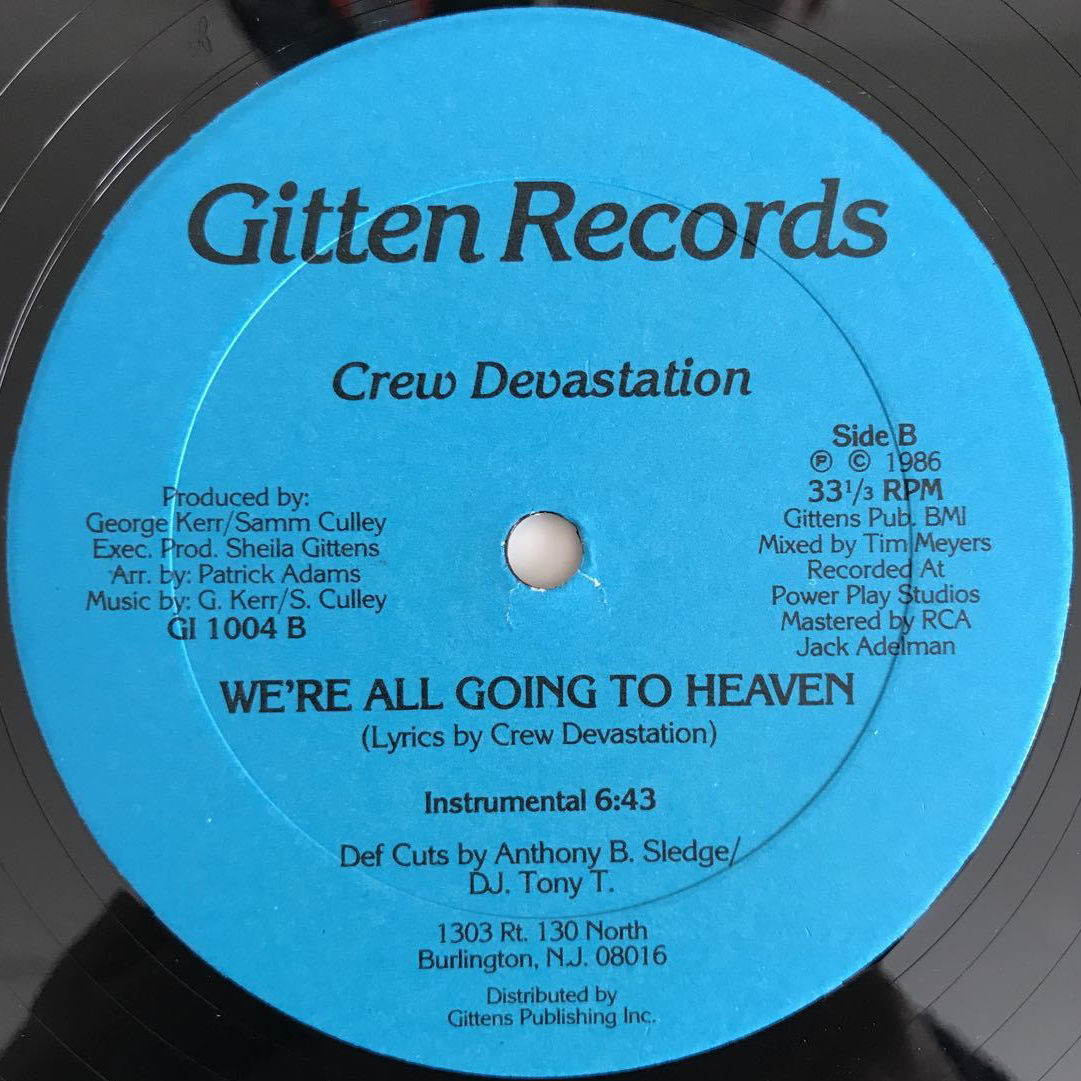 Gitten Records
Crew Devastation
Produced by:
George Kerr/Samm Culley
Exec. Prod. Sheila Gittens
Arr. by: Patrick Adams
Music by: G. Kerr/S. Culley
GI 1004 B
Side B
℗ © 1986
33 1/3 RPM
Gittens Pub. BMI
Mixed by Tim Meyers
Recorded At
Power Play Studios
Mastered by RCA
Jack Adelman
WE'RE ALL GOING TO HEAVEN
(Lyrics by Crew Devastation)
Instrumental 6:43
Def Cuts by Anthony B. Sledge/
DJ. Tony T.
1303 Rt. 130 North
Burlington, N.J. 08016
Distributed by
Gittens Publishing Inc.